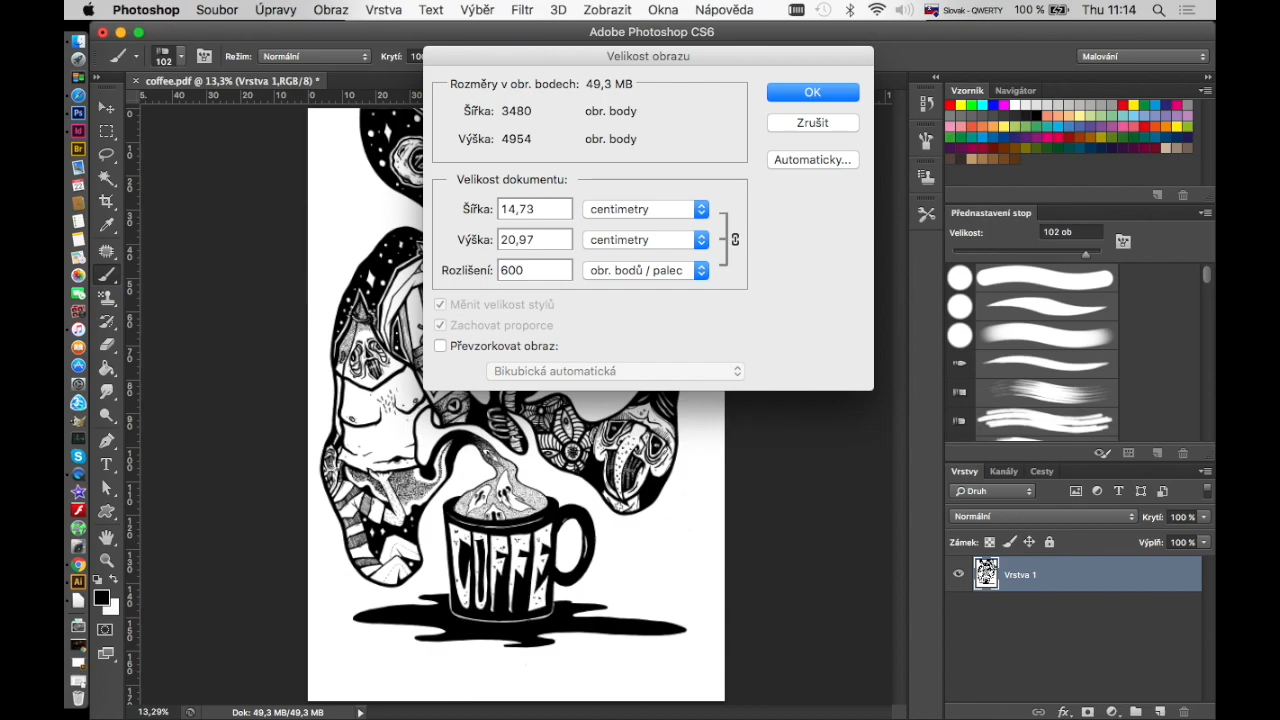 Photoshop Soubor Úpravy Obraz Vrstva Text Výběr Filtr 3D Zobrazit Okna Nápověda Slovak - QWERTY 100 % Thu 11:14
Adobe Photoshop CS6
102 Režim: Normální Krytí: Malování
× coffee.pdf @ 13,3% (Vrstva 1,RGB/8) *
Velikost obrazu
Rozměry v obr. bodech: 49,3 MB
Šířka: 3480 obr. body
Výška: 4954 obr. body
OK
Zrušit
Automaticky...
Velikost dokumentu:
Šířka: 14,73 centimetry
Výška: 20,97 centimetry
Rozlišení: 600 obr. bodů / palec
Měnit velikost stylů
Zachovat proporce
Převzorkovat obraz:
Bikubická automatická
Vzorník Navigátor
Přednastavení stop
Velikost: 102 ob
Vrstvy Kanály Cesty
Druh
Normální Krytí: 100 %
Zámek: Výplň: 100 %
Vrstva 1
COFFE
13,29% Dok: 49,3 MB/49,3 MB